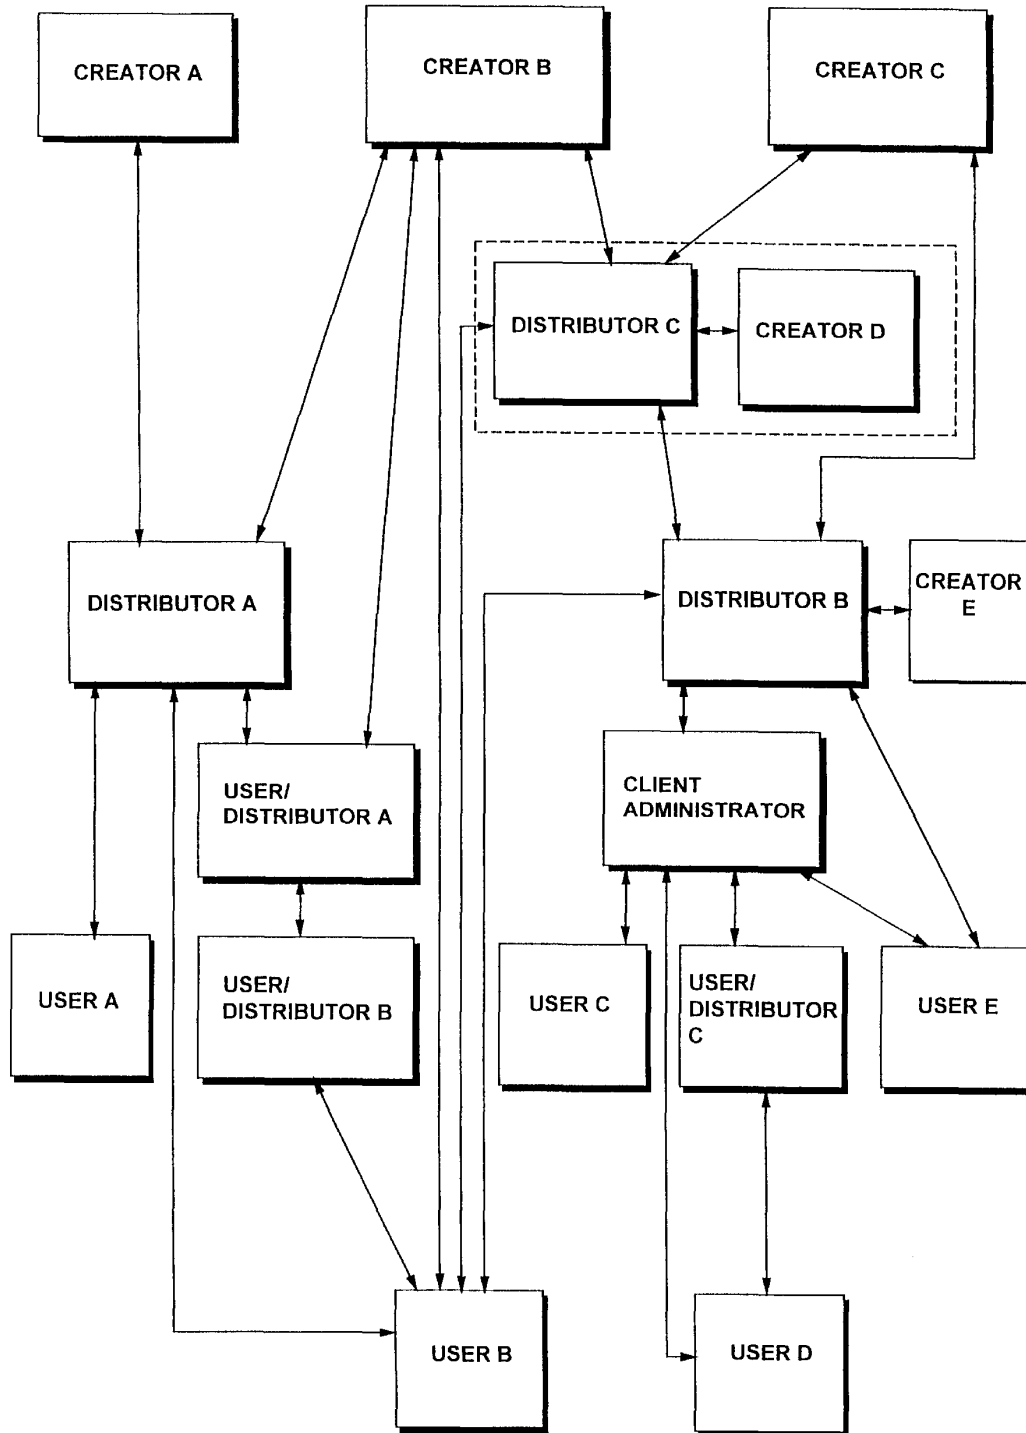 CREATOR A
CREATOR B
CREATOR C
DISTRIBUTOR C
CREATOR D
DISTRIBUTOR A
DISTRIBUTOR B
CREATOR
E
USER/
DISTRIBUTOR A
CLIENT
ADMINISTRATOR
USER A
USER/
DISTRIBUTOR B
USER C
USER/
DISTRIBUTOR
C
USER E
USER B
USER D